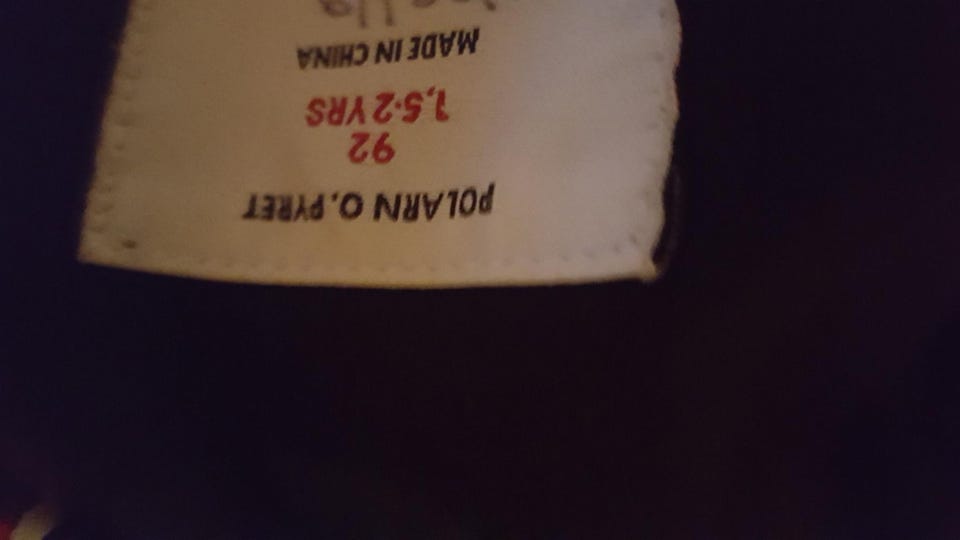 POLARN O. PYRET
92
1,5-2 YRS
MADE IN CHINA